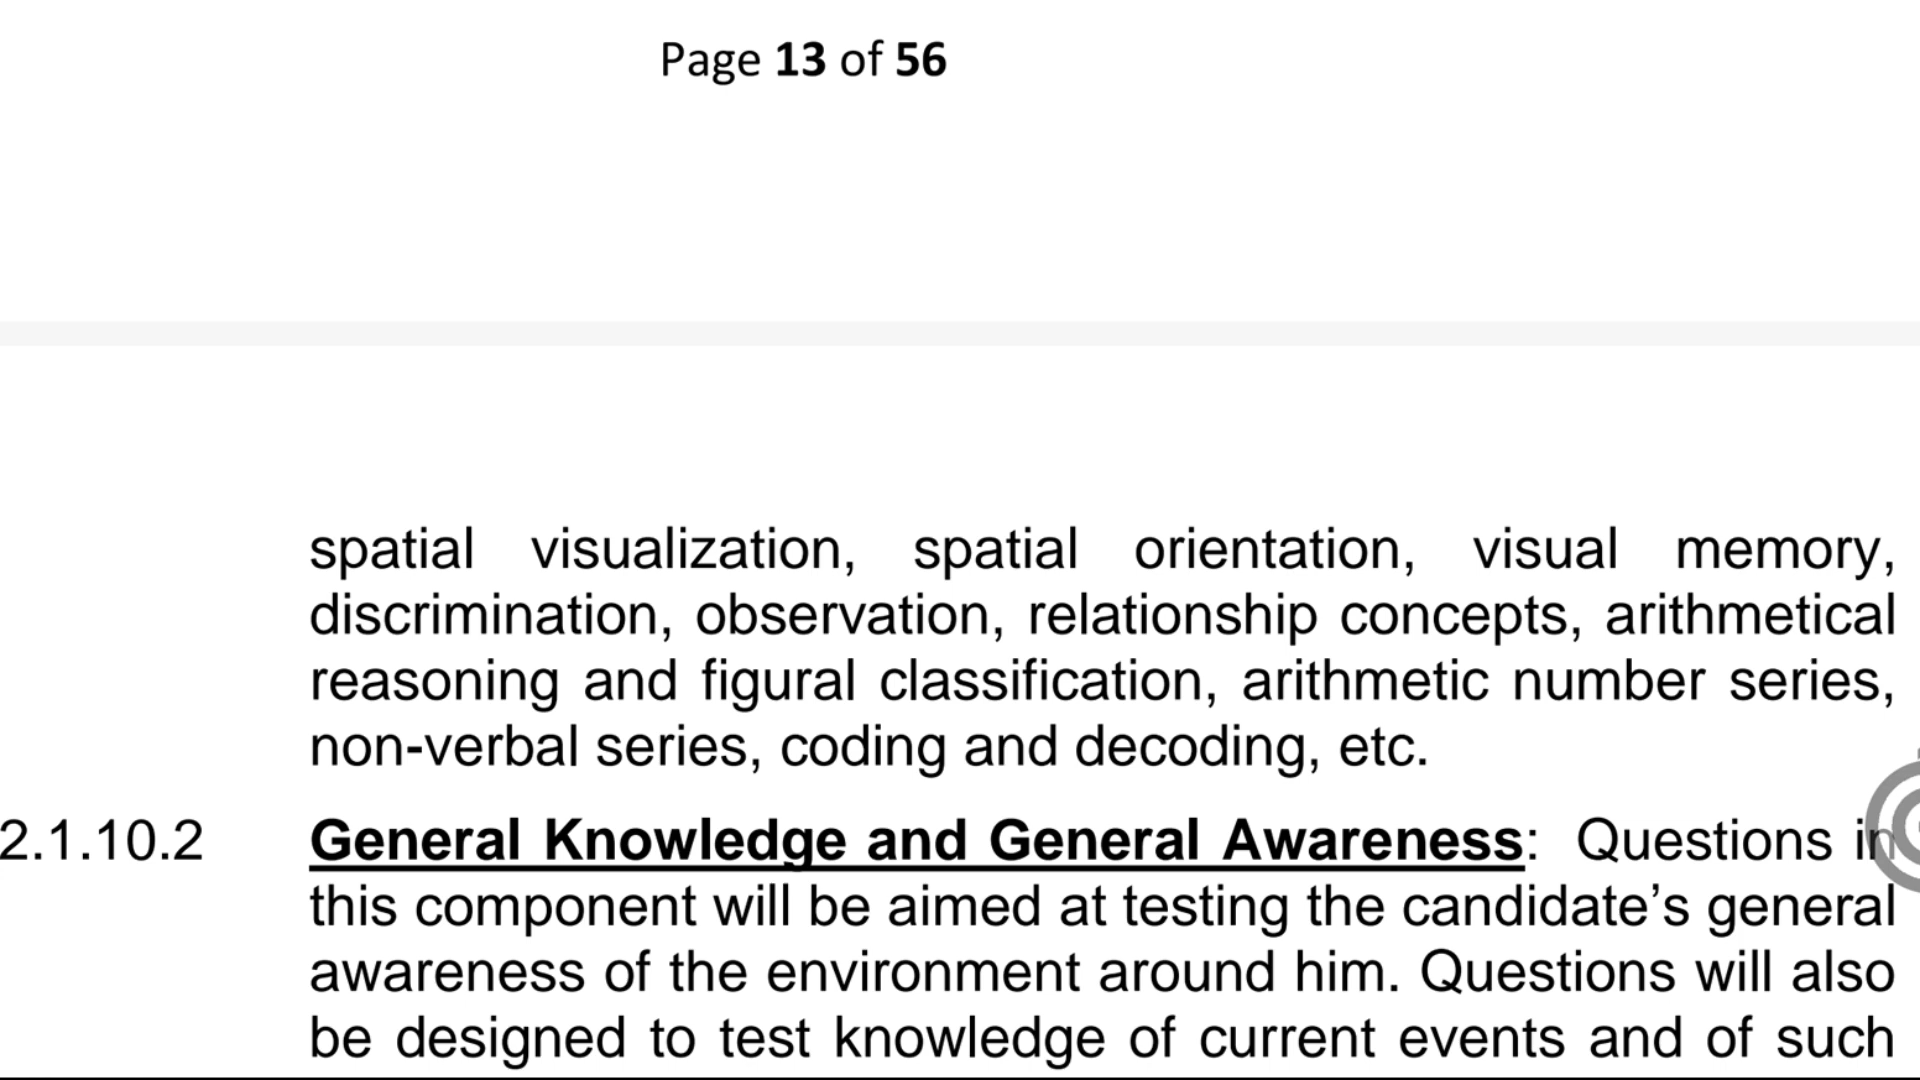 Page 13 of 56
spatial visualization, spatial orientation, visual memory,
discrimination, observation, relationship concepts, arithmetical
reasoning and figural classification, arithmetic number series,
non-verbal series, coding and decoding, etc.
2.1.10.2 General Knowledge and General Awareness: Questions in
this component will be aimed at testing the candidate’s general
awareness of the environment around him. Questions will also
be designed to test knowledge of current events and of such